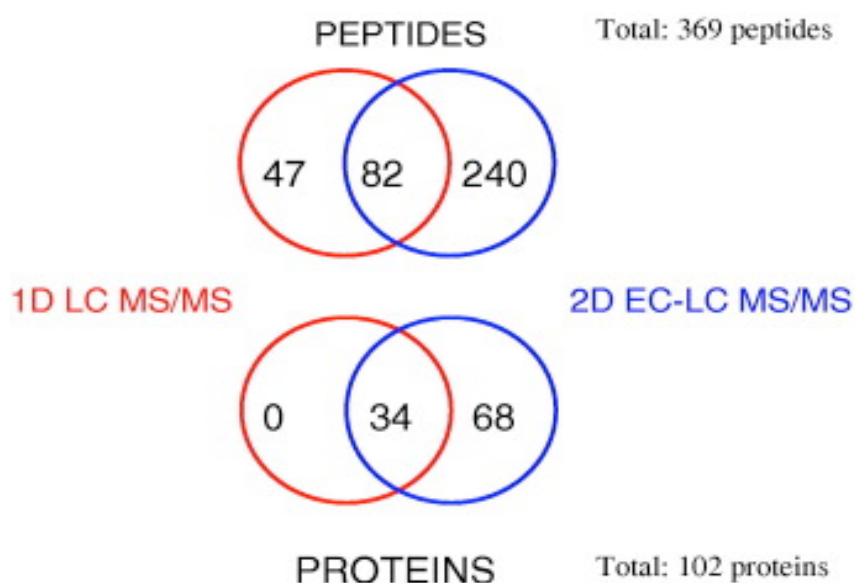 PEPTIDES
Total: 369 peptides
47 82 240
1D LC MS/MS
2D EC-LC MS/MS
0 34 68
PROTEINS
Total: 102 proteins